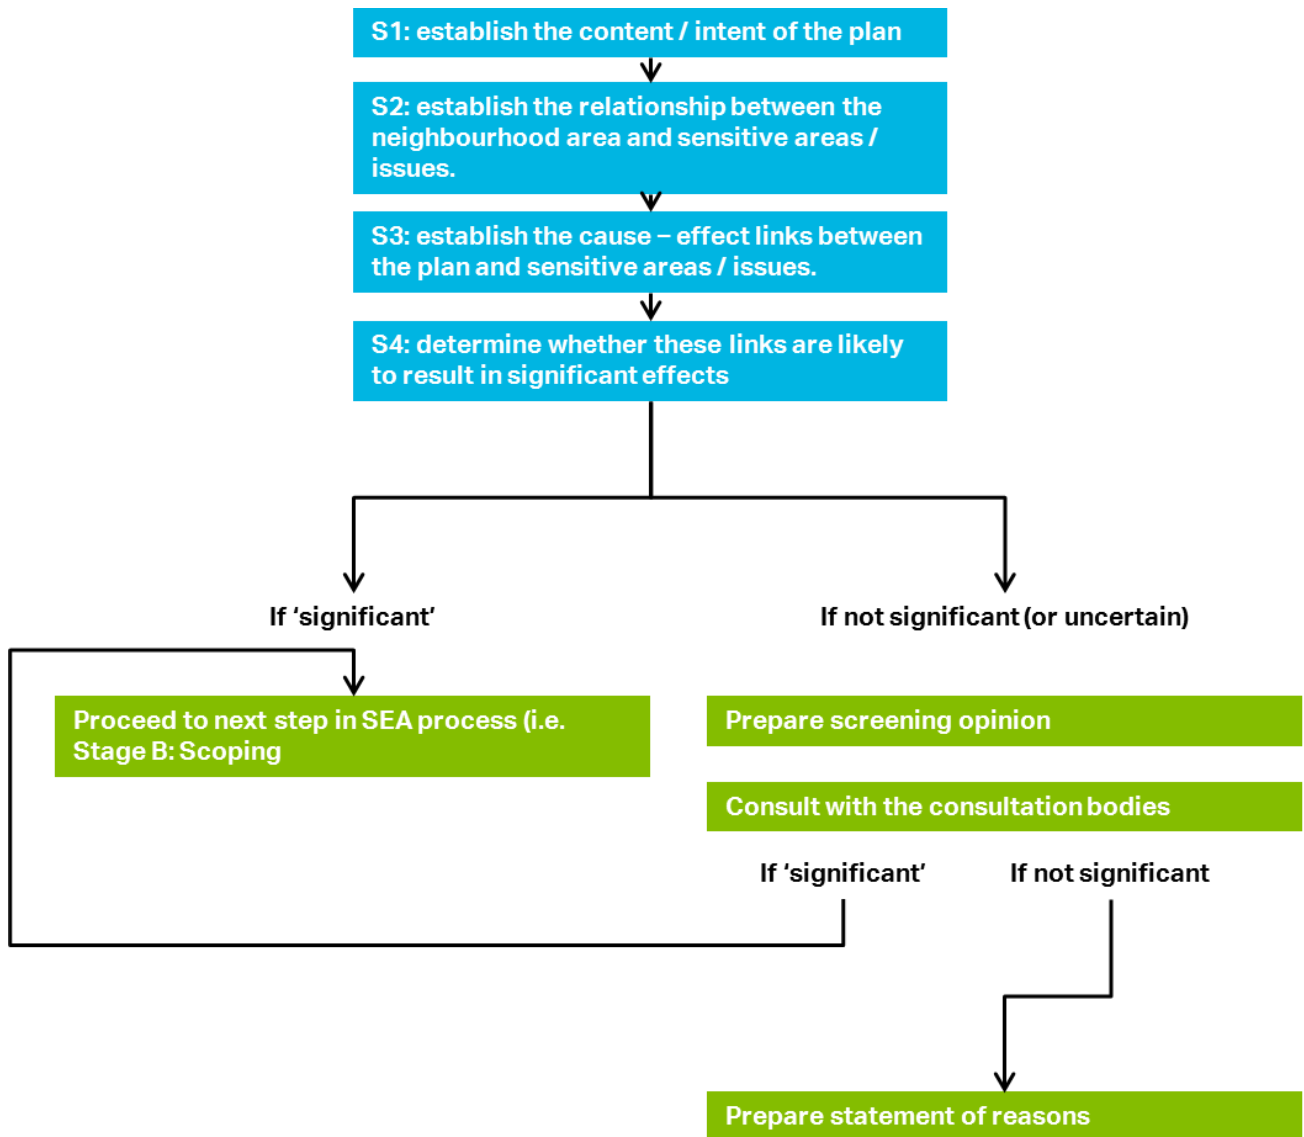 S1: establish the content / intent of the plan
S2: establish the relationship between the
neighbourhood area and sensitive areas /
issues.
S3: establish the cause – effect links between
the plan and sensitive areas / issues.
S4: determine whether these links are likely
to result in significant effects
If ‘significant’
If not significant (or uncertain)
Proceed to next step in SEA process (i.e.
Stage B: Scoping
Prepare screening opinion
Consult with the consultation bodies
If ‘significant’
If not significant
Prepare statement of reasons